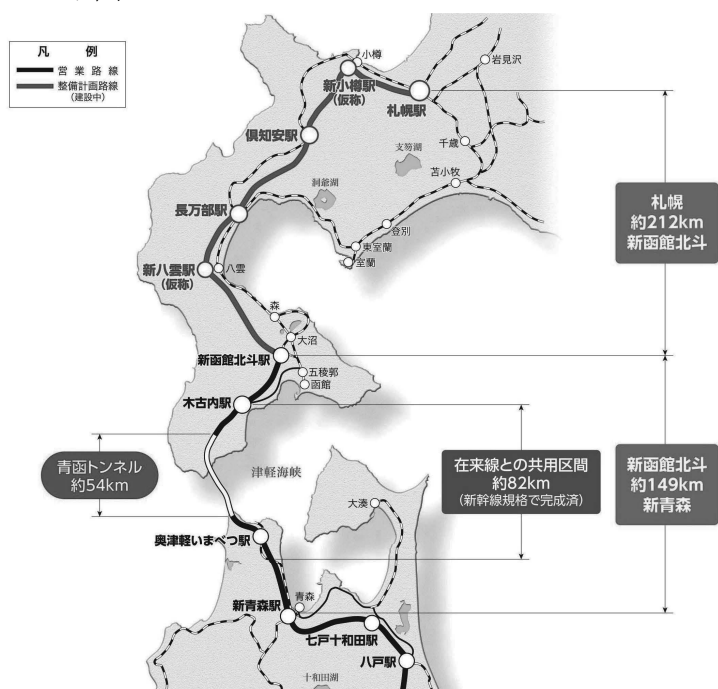 凡 例
営業路線
整備計画路線
(建設中)
小樽
岩見沢
新小樽駅
(仮称)
札幌駅
倶知安駅
支笏湖
千歳
苫小牧
洞爺湖
長万部駅
登別
東室蘭
室蘭
新八雲駅
(仮称)
八雲
森
大沼
新函館北斗駅
五稜郭
函館
木古内駅
札幌
約212km
新函館北斗
青函トンネル
約54km
津軽海峡
在来線との共用区間
約82km
(新幹線規格で完成済)
新函館北斗
約149km
新青森
大湊
奥津軽いまべつ駅
青森
新青森駅
七戸十和田駅
八戸駅
十和田湖